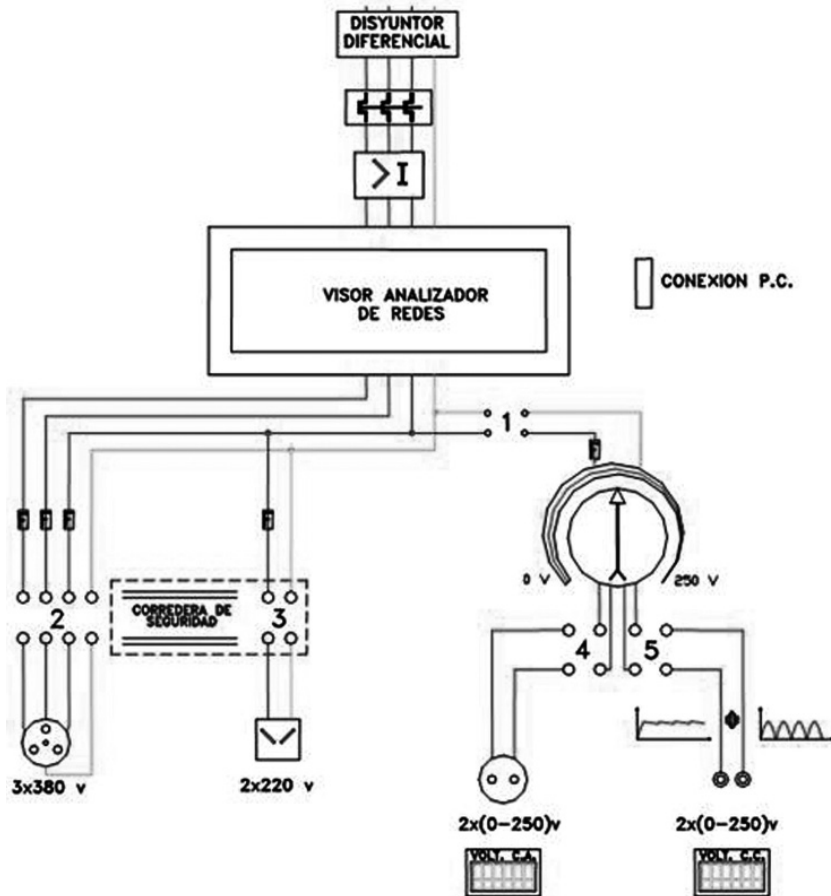 DISYUNTOR
DIFERENCIAL
>I
VISOR ANALIZADOR
DE REDES
CONEXION P.C.
1
0 V
250 V
2
CORREDERA DE
SEGURIDAD
3
4
5
3x380 v
2x220 v
2x(0-250)v
2x(0-250)v
VOLT. C.A.
VOLT. C.C.